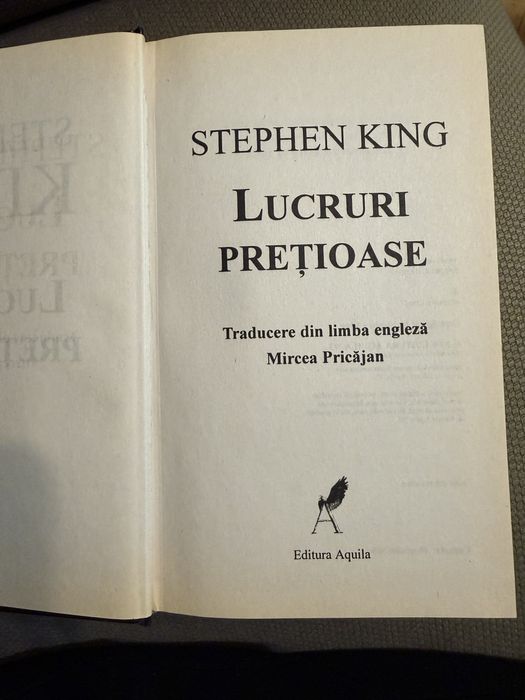 STEPHEN KING
LUCRURI
PREȚIOASE
Traducere din limba engleză
Mircea Pricăjan
A
Editura Aquila